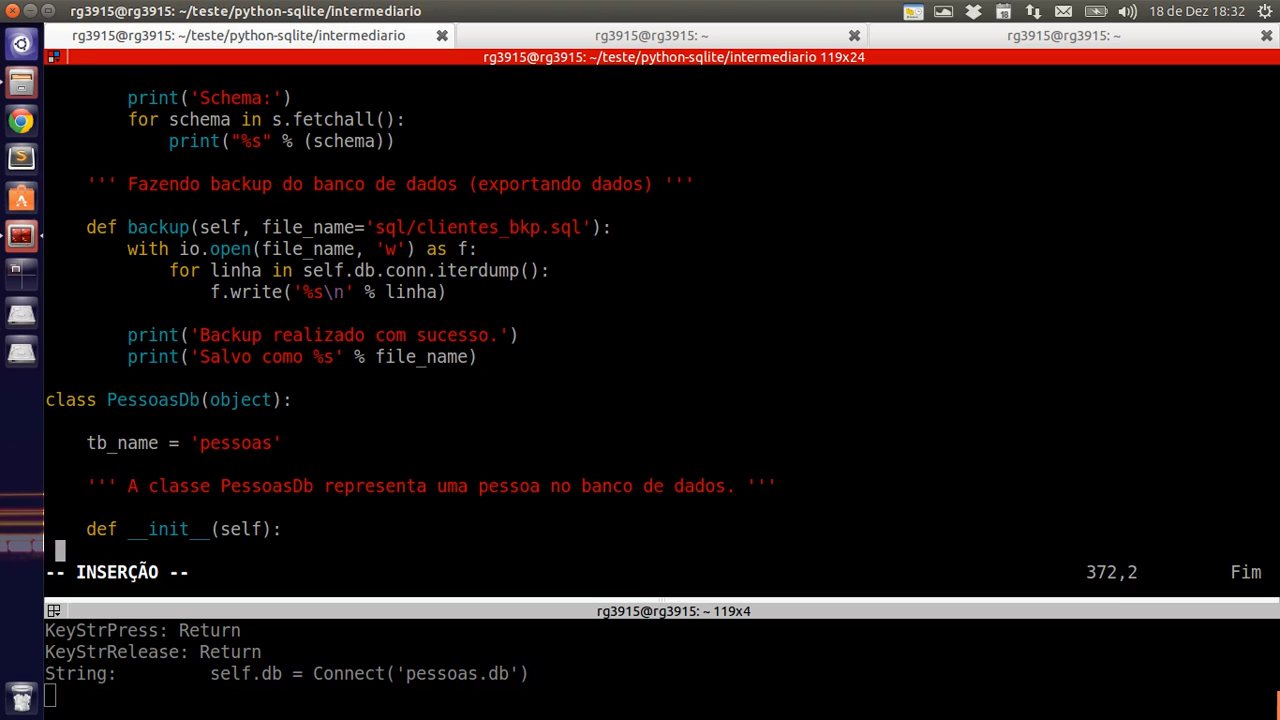 rg3915@rg3915: ~/teste/python-sqlite/intermediario
18 de Dez 18:32
rg3915@rg3915: ~/teste/python-sqlite/intermediario
rg3915@rg3915: ~
rg3915@rg3915: ~
rg3915@rg3915: ~/teste/python-sqlite/intermediario 119x24
print('Schema:')
for schema in s.fetchall():
print("%s" % (schema))
''' Fazendo backup do banco de dados (exportando dados) '''
def backup(self, file_name='sql/clientes_bkp.sql'):
with io.open(file_name, 'w') as f:
for linha in self.db.conn.iterdump():
f.write('%s\n' % linha)
print('Backup realizado com sucesso.')
print('Salvo como %s' % file_name)
class PessoasDb(object):
tb_name = 'pessoas'
''' A classe PessoasDb representa uma pessoa no banco de dados. '''
def __init__(self):
-- INSERÇÃO -- 372,2 Fim
rg3915@rg3915: ~ 119x4
KeyStrPress: Return
KeyStrRelease: Return
String: self.db = Connect('pessoas.db')